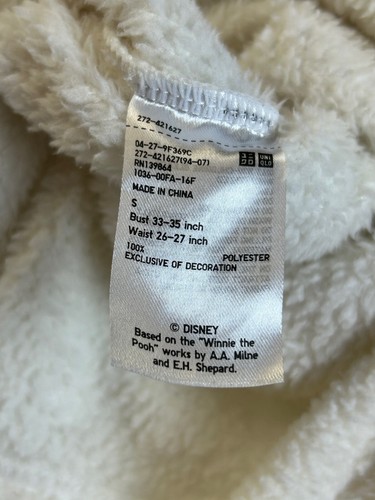 272-421627
04-27-9F369C
272-421627(94-07)
RN139864
1036-00FA-16F
UNI
QLO
MADE IN CHINA
S
Bust 33-35 inch
Waist 26-27 inch
100% POLYESTER
EXCLUSIVE OF DECORATION
© DISNEY
Based on the "Winnie the
Pooh" works by A.A. Milne
and E.H. Shepard.